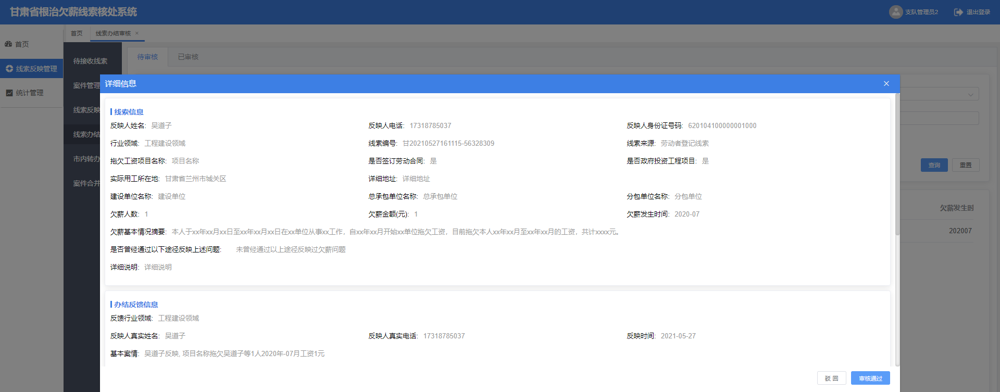 甘肃省根治欠薪线索核处系统
支队管理员2
退出登录
首页
线索办结审核 ×
首页
线索反映管理
统计管理
待接收线索
案件管理
线索反映
线索办结
市内转办
案件合并
待审核
已审核
查询
重置
欠薪发生时
202007
详细信息
线索信息
反映人姓名: 吴道子
反映人电话: 17318785037
反映人身份证号码: 620104100000001000
行业领域: 工程建设领域
线索编号: 甘20210527161115-56328309
线索来源: 劳动者登记线索
拖欠工资项目名称: 项目名称
是否签订劳动合同: 是
是否政府投资工程项目: 是
实际用工所在地: 甘肃省兰州市城关区
详细地址: 详细地址
建设单位名称: 建设单位
总承包单位名称: 总承包单位
分包单位名称: 分包单位
欠薪人数: 1
欠薪金额(元): 1
欠薪发生时间: 2020-07
欠薪基本情况摘要: 本人于xx年xx月xx日至xx年xx月xx日在xx单位从事xx工作，自xx年xx月开始xx单位拖欠工资，目前拖欠本人xx年xx月至xx年xx月的工资，共计xxxx元。
是否曾经通过以下途径反映上述问题: 未曾经通过以上途径反映过欠薪问题
详细说明: 详细说明
办结反馈信息
反馈行业领域: 工程建设领域
反映人真实姓名: 吴道子
反映人真实电话: 17318785037
反映时间: 2021-05-27
基本案情: 吴道子反映, 项目名称拖欠吴道子等1人2020年-07月工资1元
驳 回
审核通过